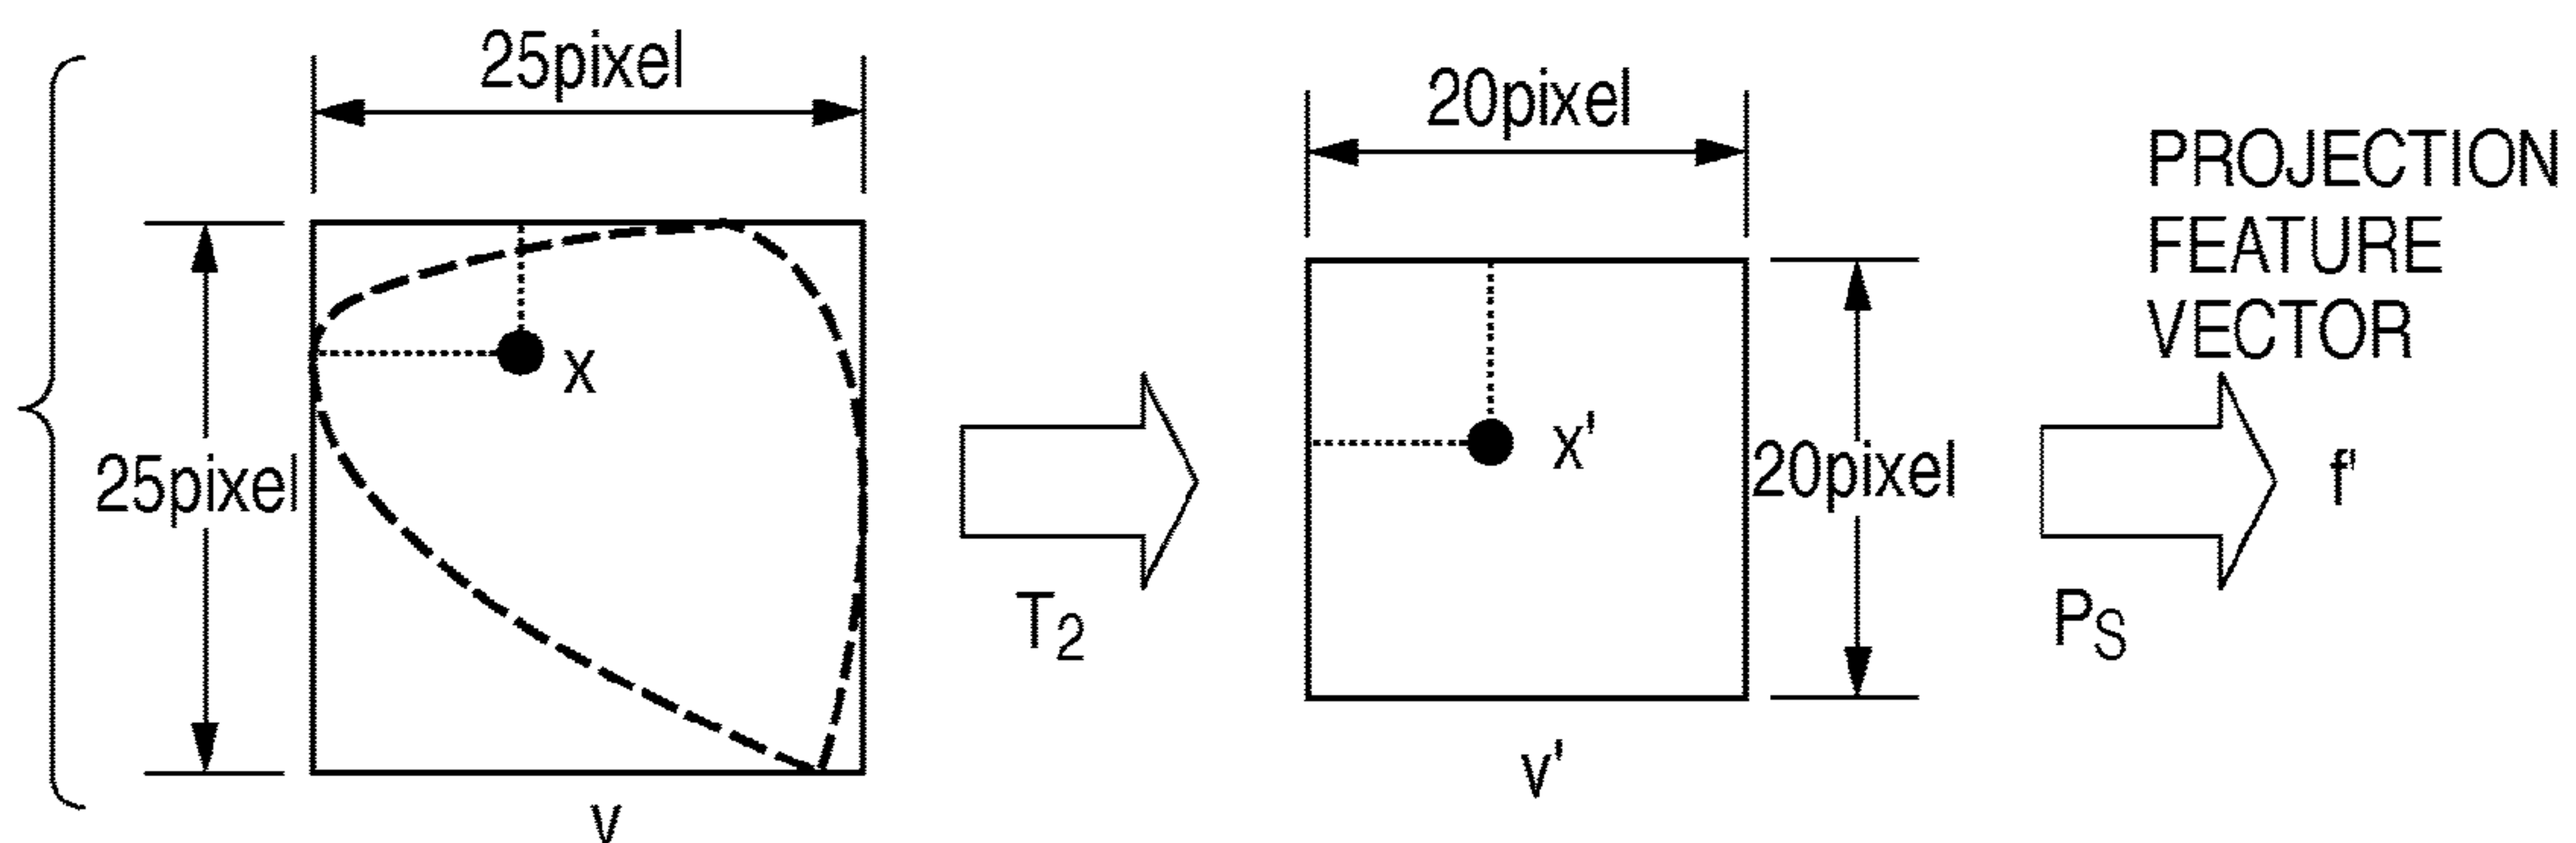 25pixel
25pixel
x
v
T2
20pixel
x'
20pixel
v'
PROJECTION
FEATURE
VECTOR
PS
f'